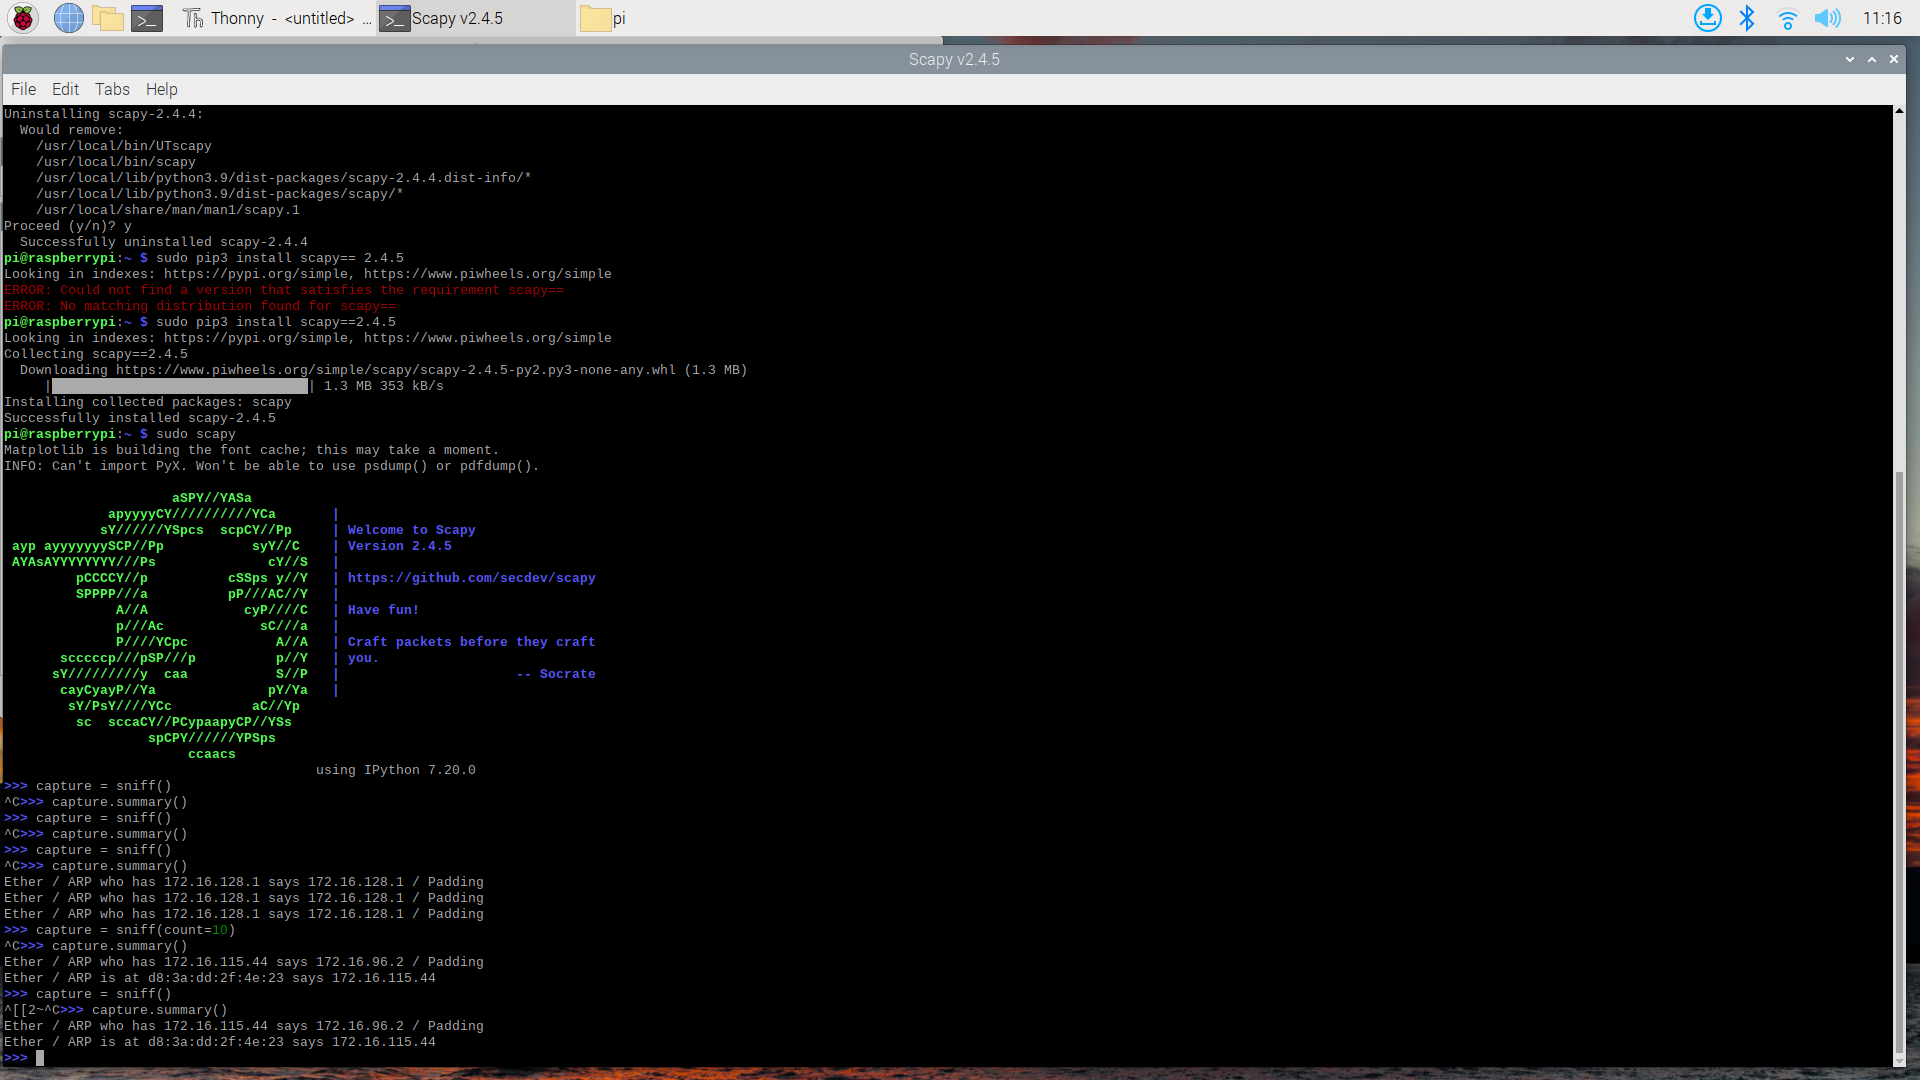 Thonny - <untitled> ...
Scapy v2.4.5
pi
11:16
Scapy v2.4.5
File Edit Tabs Help
Uninstalling scapy-2.4.4:
  Would remove:
    /usr/local/bin/UTscapy
    /usr/local/bin/scapy
    /usr/local/lib/python3.9/dist-packages/scapy-2.4.4.dist-info/*
    /usr/local/lib/python3.9/dist-packages/scapy/*
    /usr/local/share/man/man1/scapy.1
Proceed (y/n)? y
  Successfully uninstalled scapy-2.4.4
pi@raspberrypi:~ $ sudo pip3 install scapy== 2.4.5
Looking in indexes: https://pypi.org/simple, https://www.piwheels.org/simple
ERROR: Could not find a version that satisfies the requirement scapy==
ERROR: No matching distribution found for scapy==
pi@raspberrypi:~ $ sudo pip3 install scapy==2.4.5
Looking in indexes: https://pypi.org/simple, https://www.piwheels.org/simple
Collecting scapy==2.4.5
  Downloading https://www.piwheels.org/simple/scapy/scapy-2.4.5-py2.py3-none-any.whl (1.3 MB)
     |████████████████████████████████| 1.3 MB 353 kB/s
Installing collected packages: scapy
Successfully installed scapy-2.4.5
pi@raspberrypi:~ $ sudo scapy
Matplotlib is building the font cache; this may take a moment.
INFO: Can't import PyX. Won't be able to use psdump() or pdfdump().
                     aSPY//YASa
             apyyyyCY//////////YCa       |
            sY//////YSpcs  scpCY//Pp     | Welcome to Scapy
 ayp ayyyyyyySCP//Pp           syY//C    | Version 2.4.5
 AYAsAYYYYYYYY///Ps              cY//S   |
         pCCCCY//p          cSSps y//Y   | https://github.com/secdev/scapy
         SPPPP///a          pP///AC//Y   |
              A//A            cyP////C   | Have fun!
              p///Ac            sC///a   |
              P////YCpc           A//A   | Craft packets before they craft
       scccccp///pSP///p          p//Y   | you.
      sY/////////y  caa           S//P   |                      -- Socrate
       cayCyayP//Ya              pY/Ya   |
        sY/PsY////YCc          aC//Yp
         sc  sccaCY//PCypaapyCP//YSs
                  spCPY//////YPSps
                       ccaacs
                                       using IPython 7.20.0
>>> capture = sniff()
^C>>> capture.summary()
>>> capture = sniff()
^C>>> capture.summary()
>>> capture = sniff()
^C>>> capture.summary()
Ether / ARP who has 172.16.128.1 says 172.16.128.1 / Padding
Ether / ARP who has 172.16.128.1 says 172.16.128.1 / Padding
Ether / ARP who has 172.16.128.1 says 172.16.128.1 / Padding
>>> capture = sniff(count=10)
^C>>> capture.summary()
Ether / ARP who has 172.16.115.44 says 172.16.96.2 / Padding
Ether / ARP is at d8:3a:dd:2f:4e:23 says 172.16.115.44
>>> capture = sniff()
^[[2~^C>>> capture.summary()
Ether / ARP who has 172.16.115.44 says 172.16.96.2 / Padding
Ether / ARP is at d8:3a:dd:2f:4e:23 says 172.16.115.44
>>>